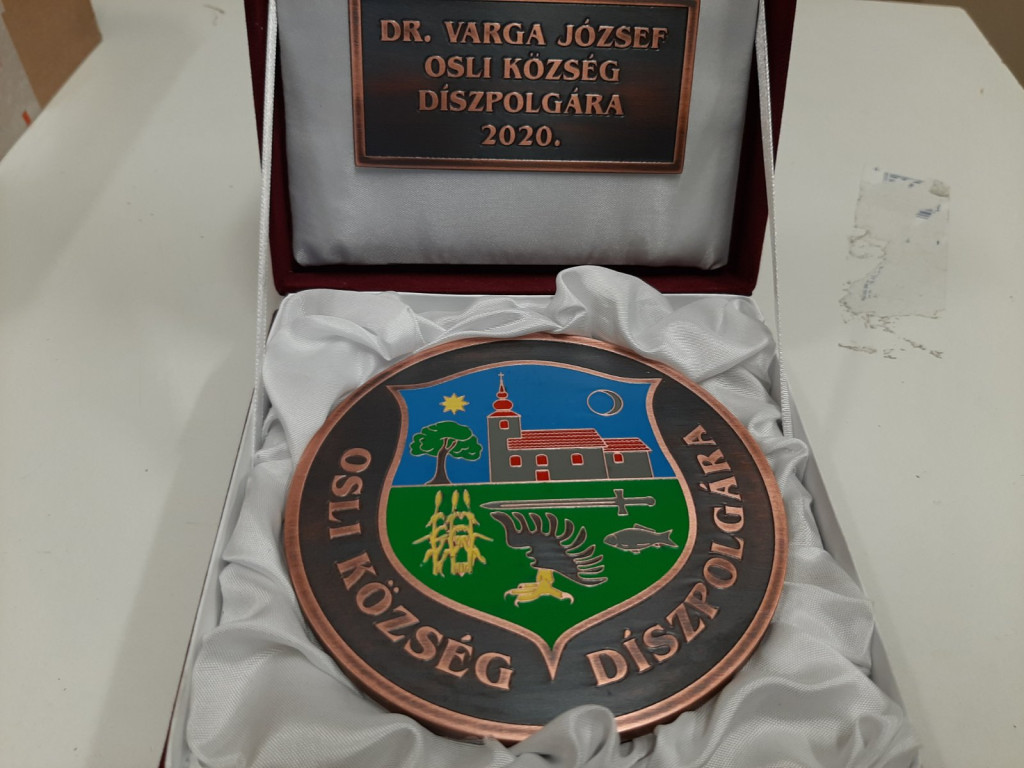 DR. VARGA JÓZSEF
OSLI KÖZSÉG
DÍSZPOLGÁRA
2020.
OSLI KÖZSÉG DÍSZPOLGÁRA